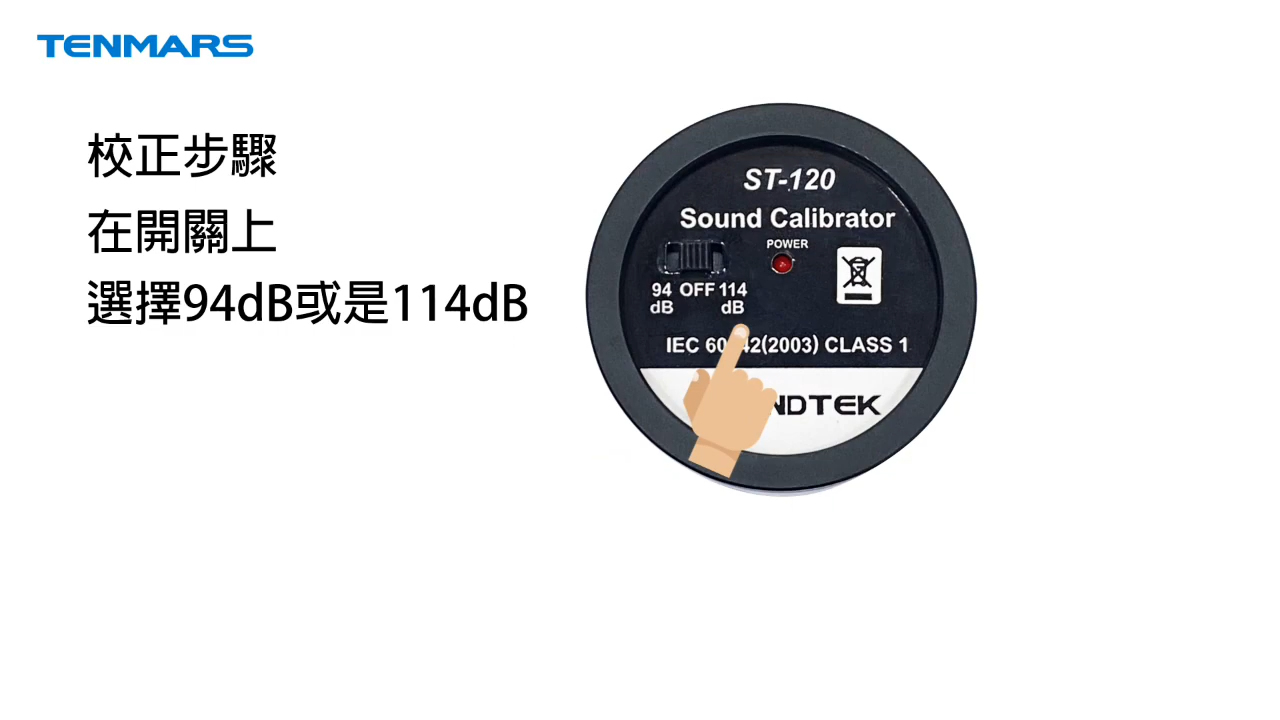 TENMARS
校正步驟
在開關上
選擇94dB或是114dB
ST-120
Sound Calibrator
POWER
94 OFF 114
dB dB
IEC 60 42(2003) CLASS 1
NDTEK